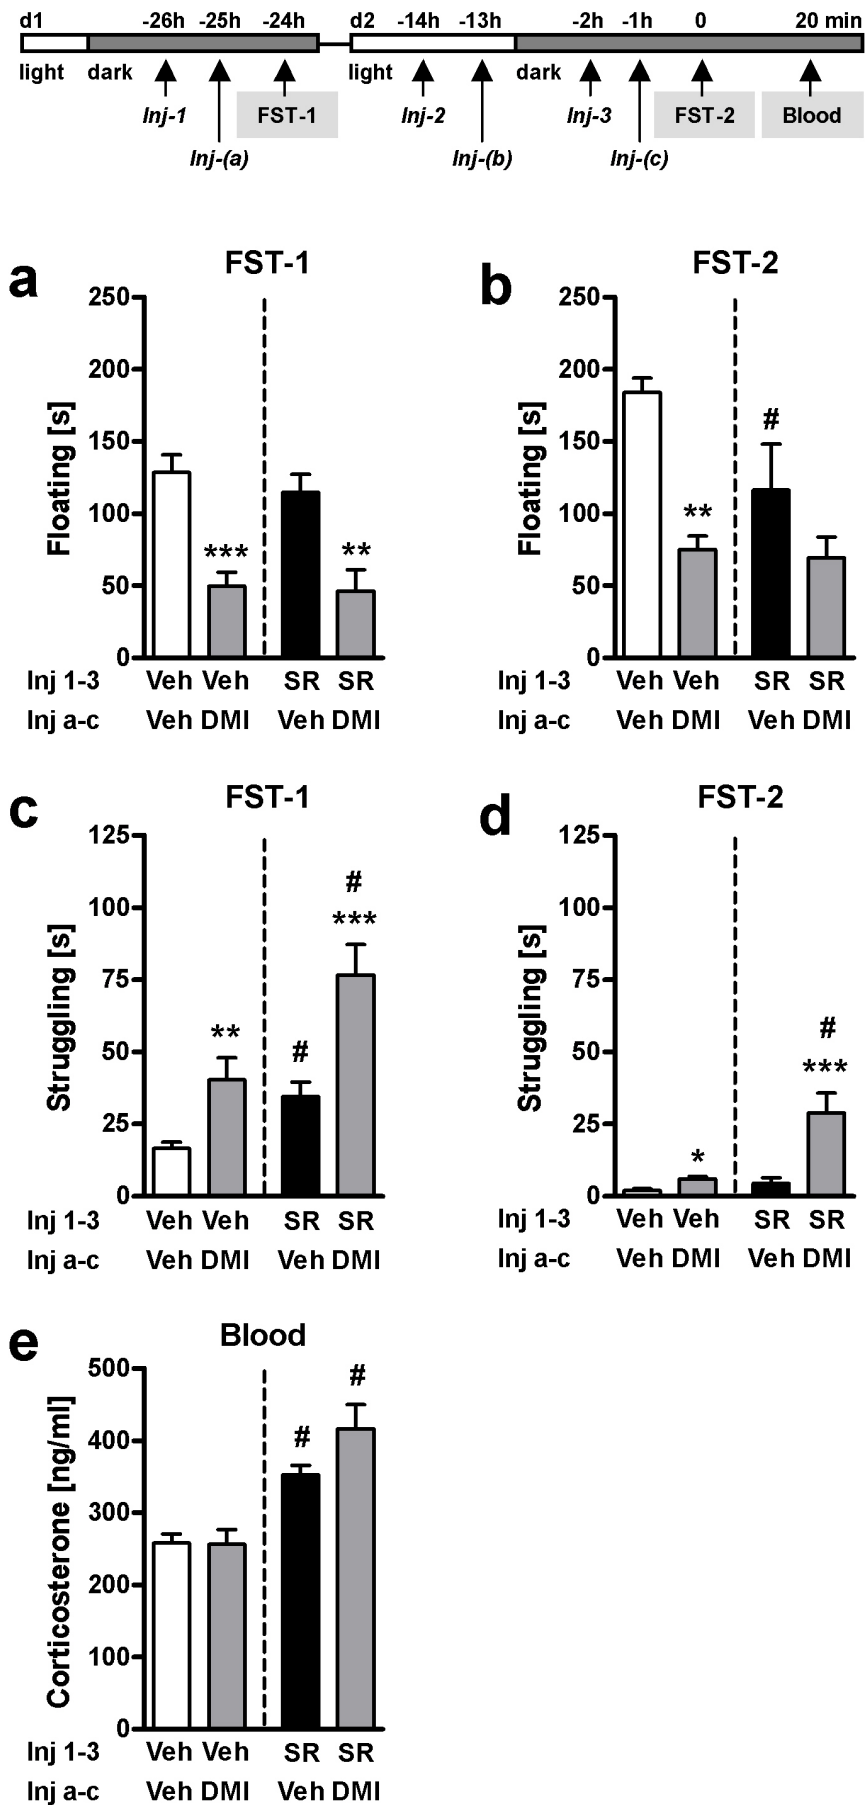 d1 -26h -25h -24h d2 -14h -13h -2h -1h 0 20 min
light dark light dark
Inj-1 FST-1 Inj-2 Inj-3 FST-2 Blood
Inj-(a) Inj-(b) Inj-(c)
a FST-1
250
200
150
100
50
0
Floating [s]
*** **
Inj 1-3 Veh Veh SR SR
Inj a-c Veh DMI Veh DMI
b FST-2
250
200
150
100
50
0
Floating [s]
#
**
Inj 1-3 Veh Veh SR SR
Inj a-c Veh DMI Veh DMI
c FST-1
125
100
75
50
25
0
Struggling [s]
#
***
** #
Inj 1-3 Veh Veh SR SR
Inj a-c Veh DMI Veh DMI
d FST-2
125
100
75
50
25
0
Struggling [s]
#
***
*
Inj 1-3 Veh Veh SR SR
Inj a-c Veh DMI Veh DMI
e Blood
500
400
300
200
100
0
Corticosterone [ng/ml]
#
#
Inj 1-3 Veh Veh SR SR
Inj a-c Veh DMI Veh DMI